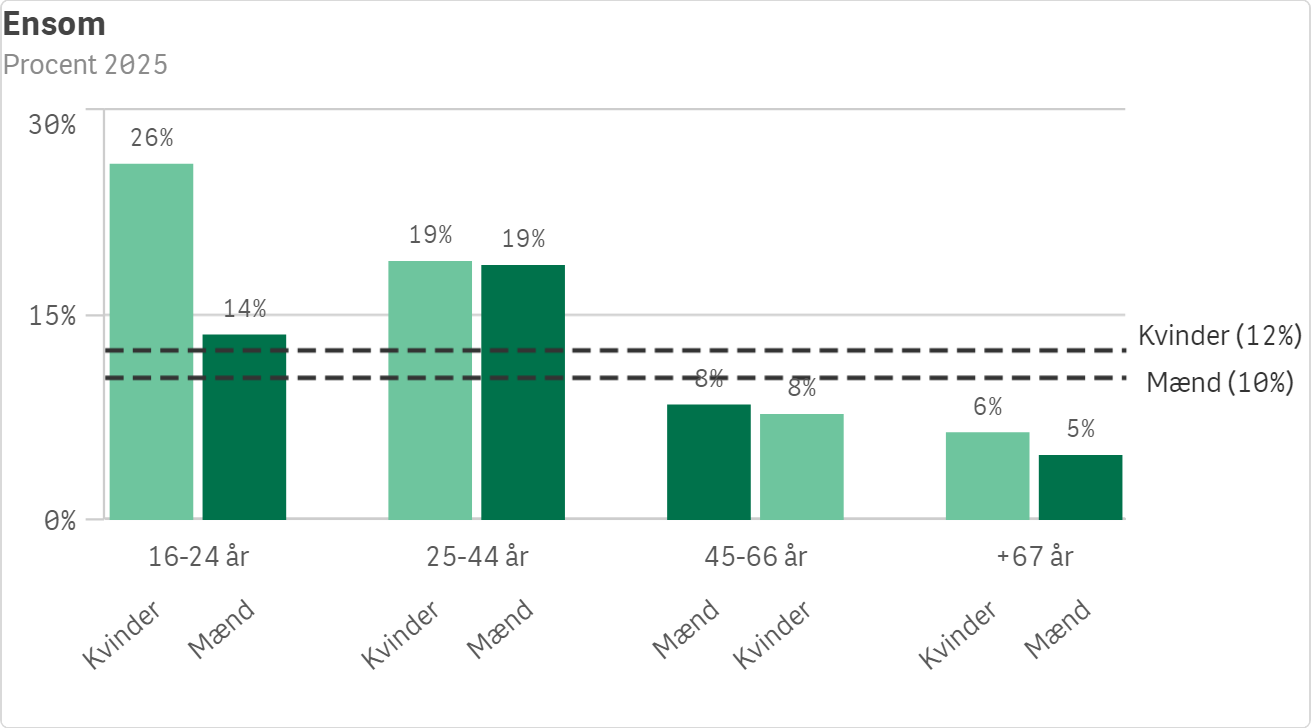 Ensom
Procent 2025
30%
26%
19%
19%
14%
15%
Kvinder (12%)
Mænd (10%)
8%
8%
6%
5%
0%
16-24 år
25-44 år
45-66 år
+67 år
Kvinder
Mænd
Kvinder
Mænd
Mænd
Kvinder
Kvinder
Mænd